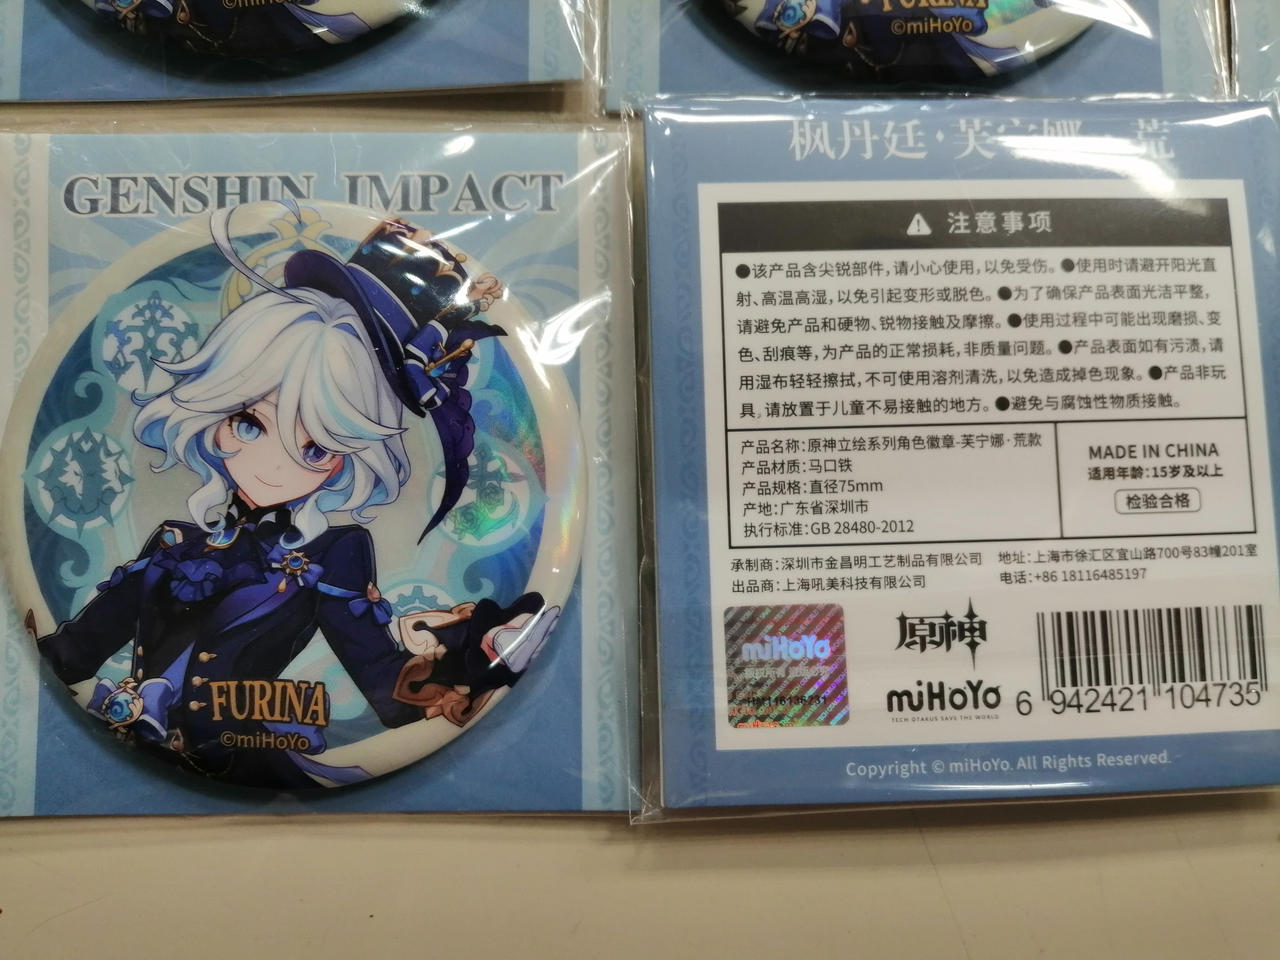 FURINA
©miHoYo
FURINA
©miHoYo
GENSHIN IMPACT
FURINA
©miHoYo
枫丹廷·芙宁娜 荒
注意事项
●该产品含尖锐部件,请小心使用,以免受伤。●使用时请避开阳光直
射、高温高湿,以免引起变形或脱色。●为了确保产品表面光洁平整,
请避免产品和硬物、锐物接触及摩擦。●使用过程中可能出现磨损、变
色、刮痕等,为产品的正常损耗,非质量问题。●产品表面如有污渍,请
用湿布轻轻擦拭,不可使用溶剂清洗,以免造成掉色现象。●产品非玩
具,请放置于儿童不易接触的地方。●避免与腐蚀性物质接触。
产品名称:原神立绘系列角色徽章-芙宁娜·荒款
产品材质:马口铁
产品规格:直径75mm
产地:广东省深圳市
执行标准:GB 28480-2012
MADE IN CHINA
适用年龄:15岁及以上
检验合格
承制商:深圳市金昌明工艺制品有限公司
出品商:上海吼美科技有限公司
地址:上海市徐汇区宜山路700号83幢201室
电话:+86 18116485197
miHoYo
原神
miHoYo
TECH OTAKUS SAVE THE WORLD
6 942421 104735
Copyright © miHoYo. All Rights Reserved.